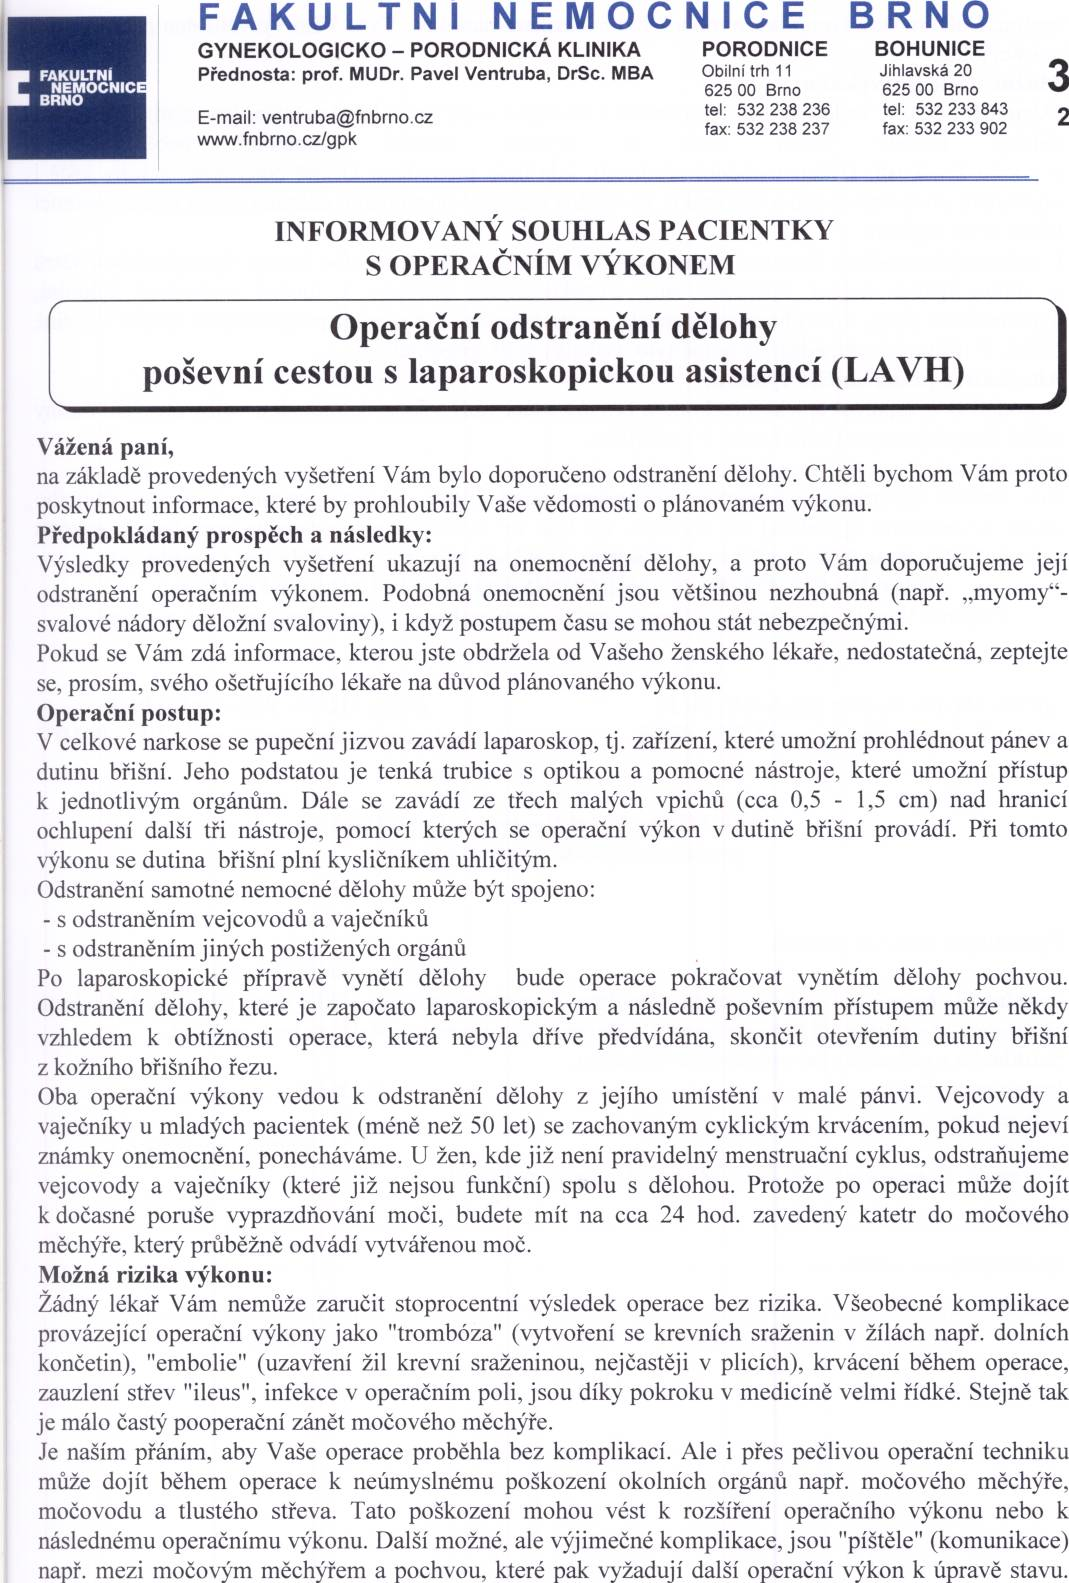 FAKULTNÍ NEMOCNICE BRNO
GYNEKOLOGICKO – PORODNICKÁ KLINIKA
Přednosta: prof. MUDr. Pavel Ventruba, DrSc. MBA
E-mail: ventruba@fnbrno.cz
www.fnbrno.cz/gpk
PORODNICE
Obilní trh 11
625 00 Brno
tel: 532 238 236
fax: 532 238 237
BOHUNICE
Jihlavská 20
625 00 Brno
tel: 532 233 843
fax: 532 233 902
3
2
FAKULTNÍ
NEMOCNICE
BRNO
INFORMOVANÝ SOUHLAS PACIENTKY
S OPERAČNÍM VÝKONEM
Operační odstranění dělohy
poševní cestou s laparoskopickou asistencí (LAVH)
Vážená paní,
na základě provedených vyšetření Vám bylo doporučeno odstranění dělohy. Chtěli bychom Vám proto
poskytnout informace, které by prohloubily Vaše vědomosti o plánovaném výkonu.
Předpokládaný prospěch a následky:
Výsledky provedených vyšetření ukazují na onemocnění dělohy, a proto Vám doporučujeme její
odstranění operačním výkonem. Podobná onemocnění jsou většinou nezhoubná (např. „myomy“-
svalové nádory děložní svaloviny), i když postupem času se mohou stát nebezpečnými.
Pokud se Vám zdá informace, kterou jste obdržela od Vašeho ženského lékaře, nedostatečná, zeptejte
se, prosím, svého ošetřujícího lékaře na důvod plánovaného výkonu.
Operační postup:
V celkové narkose se pupeční jizvou zavádí laparoskop, tj. zařízení, které umožní prohlédnout pánev a
dutinu břišní. Jeho podstatou je tenká trubice s optikou a pomocné nástroje, které umožní přístup
k jednotlivým orgánům. Dále se zavádí ze třech malých vpichů (cca 0,5 - 1,5 cm) nad hranicí
ochlupení další tři nástroje, pomocí kterých se operační výkon v dutině břišní provádí. Při tomto
výkonu se dutina břišní plní kysličníkem uhličitým.
Odstranění samotné nemocné dělohy může být spojeno:
- s odstraněním vejcovodů a vaječníků
- s odstraněním jiných postižených orgánů
Po laparoskopické přípravě vynětí dělohy bude operace pokračovat vynětím dělohy pochvou.
Odstranění dělohy, které je započato laparoskopickým a následně poševním přístupem může někdy
vzhledem k obtížnosti operace, která nebyla dříve předvídána, skončit otevřením dutiny břišní
z kožního břišního řezu.
Oba operační výkony vedou k odstranění dělohy z jejího umístění v malé pánvi. Vejcovody a
vaječníky u mladých pacientek (méně než 50 let) se zachovaným cyklickým krvácením, pokud nejeví
známky onemocnění, ponecháváme. U žen, kde již není pravidelný menstruační cyklus, odstraňujeme
vejcovody a vaječníky (které již nejsou funkční) spolu s dělohou. Protože po operaci může dojít
k dočasné poruše vyprazdňování moči, budete mít na cca 24 hod. zavedený katetr do močového
měchýře, který průběžně odvádí vytvářenou moč.
Možná rizika výkonu:
Žádný lékař Vám nemůže zaručit stoprocentní výsledek operace bez rizika. Všeobecné komplikace
provázející operační výkony jako "trombóza" (vytvoření se krevních sraženin v žílách např. dolních
končetin), "embolie" (uzavření žil krevní sraženinou, nejčastěji v plicích), krvácení během operace,
zauzlení střev "ileus", infekce v operačním poli, jsou díky pokroku v medicíně velmi řídké. Stejně tak
je málo častý pooperační zánět močového měchýře.
Je naším přáním, aby Vaše operace proběhla bez komplikací. Ale i přes pečlivou operační techniku
může dojít během operace k neúmyslnému poškození okolních orgánů např. močového měchýře,
močovodu a tlustého střeva. Tato poškození mohou vést k rozšíření operačního výkonu nebo k
následnému operačnímu výkonu. Další možné, ale výjimečné komplikace, jsou "píštěle" (komunikace)
např. mezi močovým měchýřem a pochvou, které pak vyžadují další operační výkon k úpravě stavu.